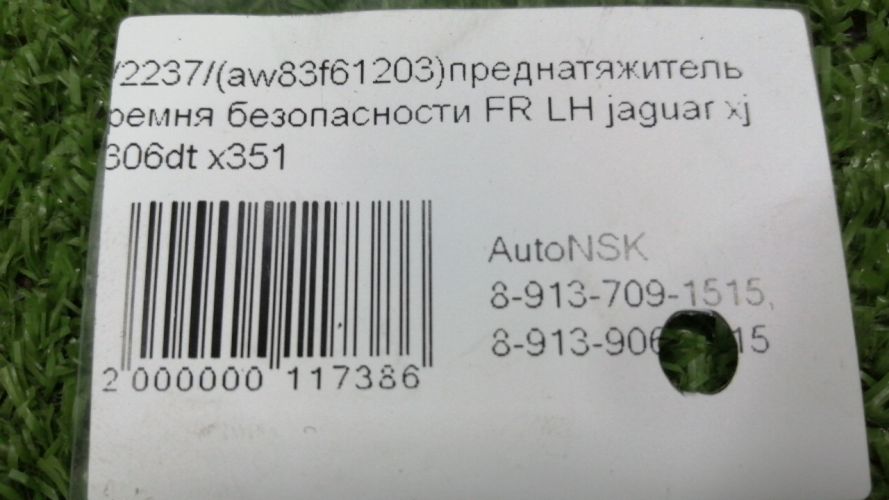 /2237/(aw83f61203)преднатяжитель
ремня безопасности FR LH jaguar xj
306dt x351
AutoNSK
8-913-709-1515,
2 000000 117386